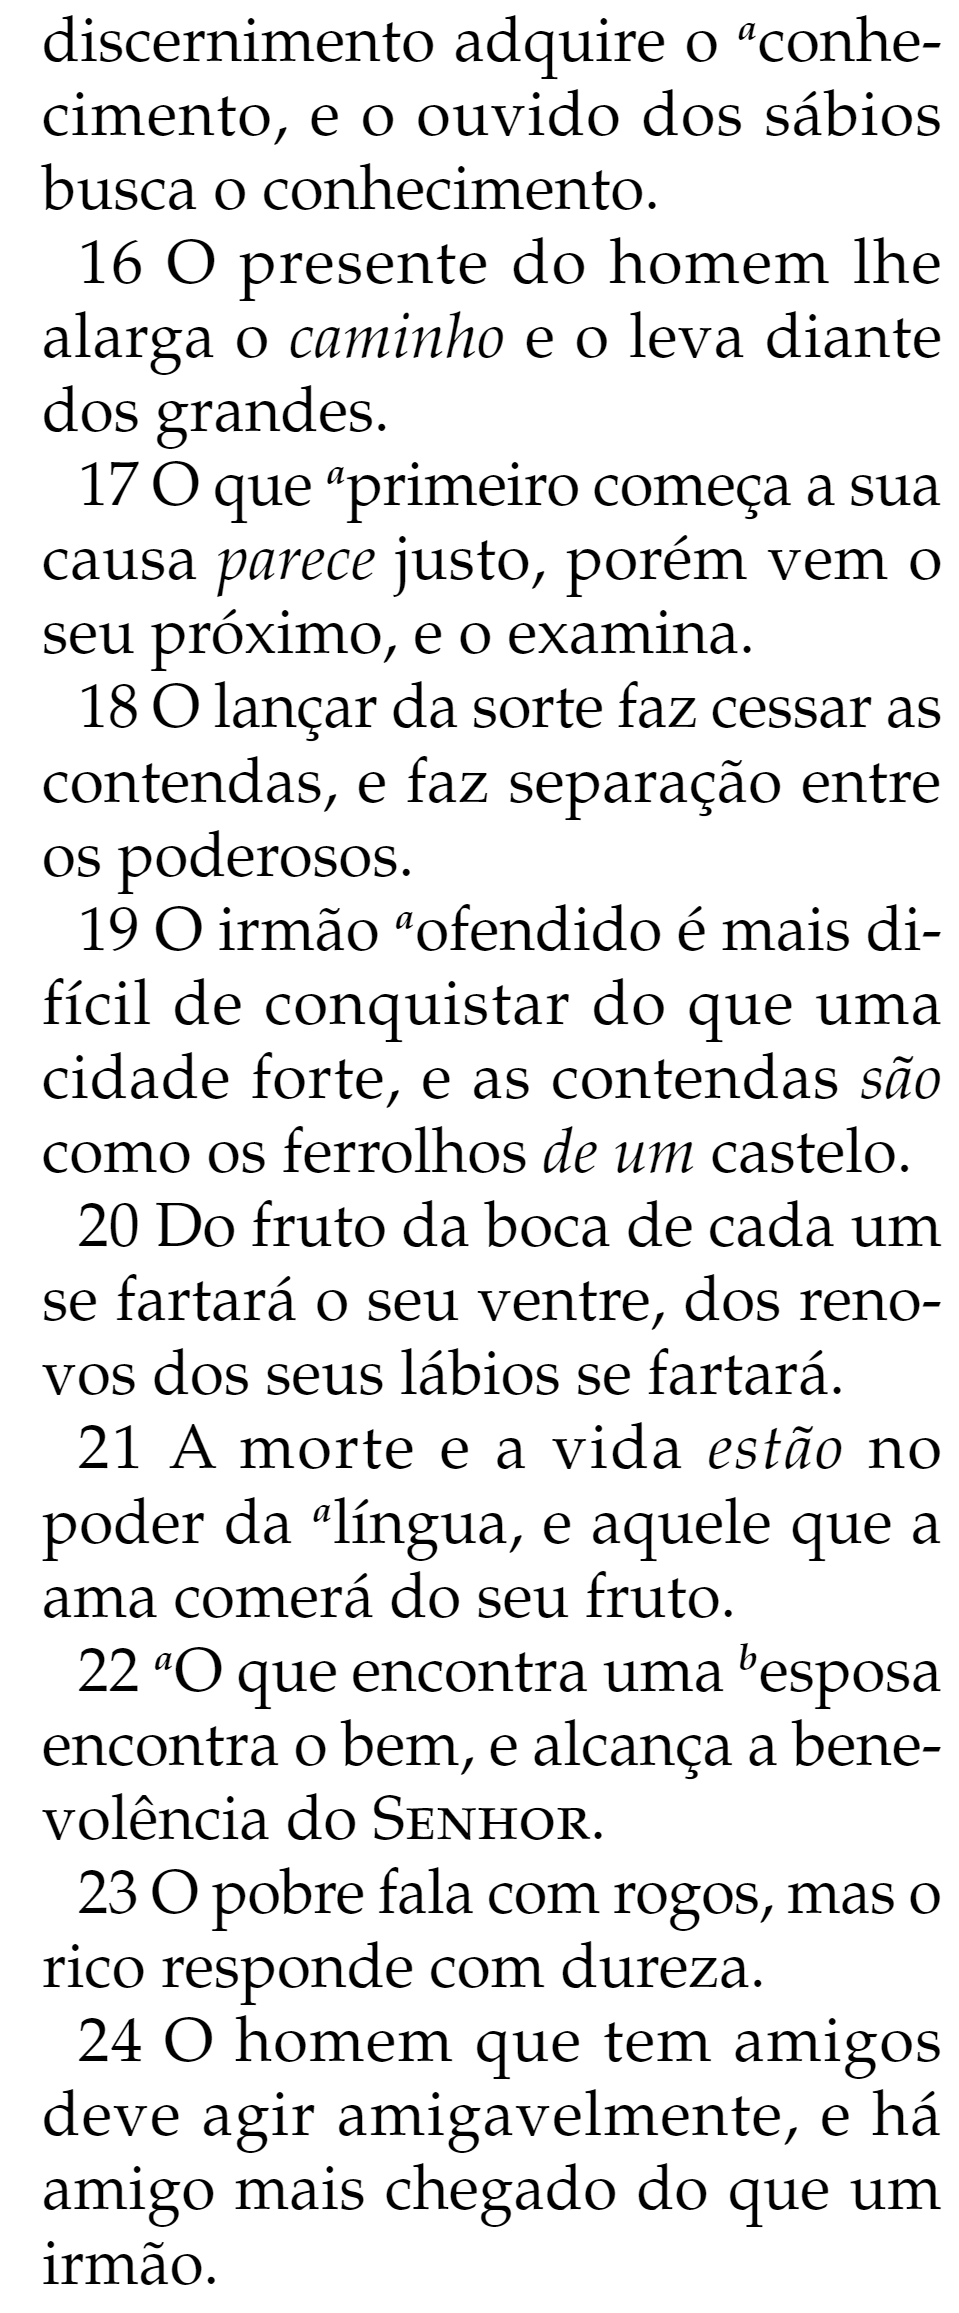 discernimento adquire o ᵃconhe-
cimento, e o ouvido dos sábios
busca o conhecimento.
16 O presente do homem lhe
alarga o caminho e o leva diante
dos grandes.
17 O que ᵃprimeiro começa a sua
causa parece justo, porém vem o
seu próximo, e o examina.
18 O lançar da sorte faz cessar as
contendas, e faz separação entre
os poderosos.
19 O irmão ᵃofendido é mais di-
fícil de conquistar do que uma
cidade forte, e as contendas são
como os ferrolhos de um castelo.
20 Do fruto da boca de cada um
se fartará o seu ventre, dos reno-
vos dos seus lábios se fartará.
21 A morte e a vida estão no
poder da ᵃlíngua, e aquele que a
ama comerá do seu fruto.
22 ᵃO que encontra uma ᵇesposa
encontra o bem, e alcança a bene-
volência do SENHOR.
23 O pobre fala com rogos, mas o
rico responde com dureza.
24 O homem que tem amigos
deve agir amigavelmente, e há
amigo mais chegado do que um
irmão.